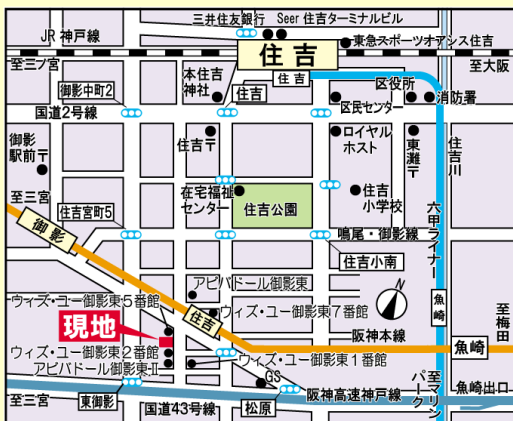 三井住友銀行
Seer 住吉ターミナルビル
JR 神戸線
住吉
東急スポーツオアシス住吉
至三ノ宮
至大阪
住吉
区役所
御影中町2
本住吉
神社
住吉
区民センター
消防署
国道2号線
御影
駅前〒
住吉〒
ロイヤル
ホスト
東灘〒
住吉川
至三宮
在宅福祉
センター
住吉公園
住吉
小学校
住吉宮町5
六甲ライナー
御影
鳴尾・御影線
住吉小南
アビバドール御影東
N
魚崎
至梅田
ウィズ・ユー御影東5番館
ウィズ・ユー御影東7番館
住吉
現地
阪神本線
魚崎
ウィズ・ユー御影東2番館
ウィズ・ユー御影東1番館
アビバドール御影東-Ⅱ
GS
至マリン
パーク
魚崎出口
東御影
阪神高速神戸線
至三宮
国道43号線
松原